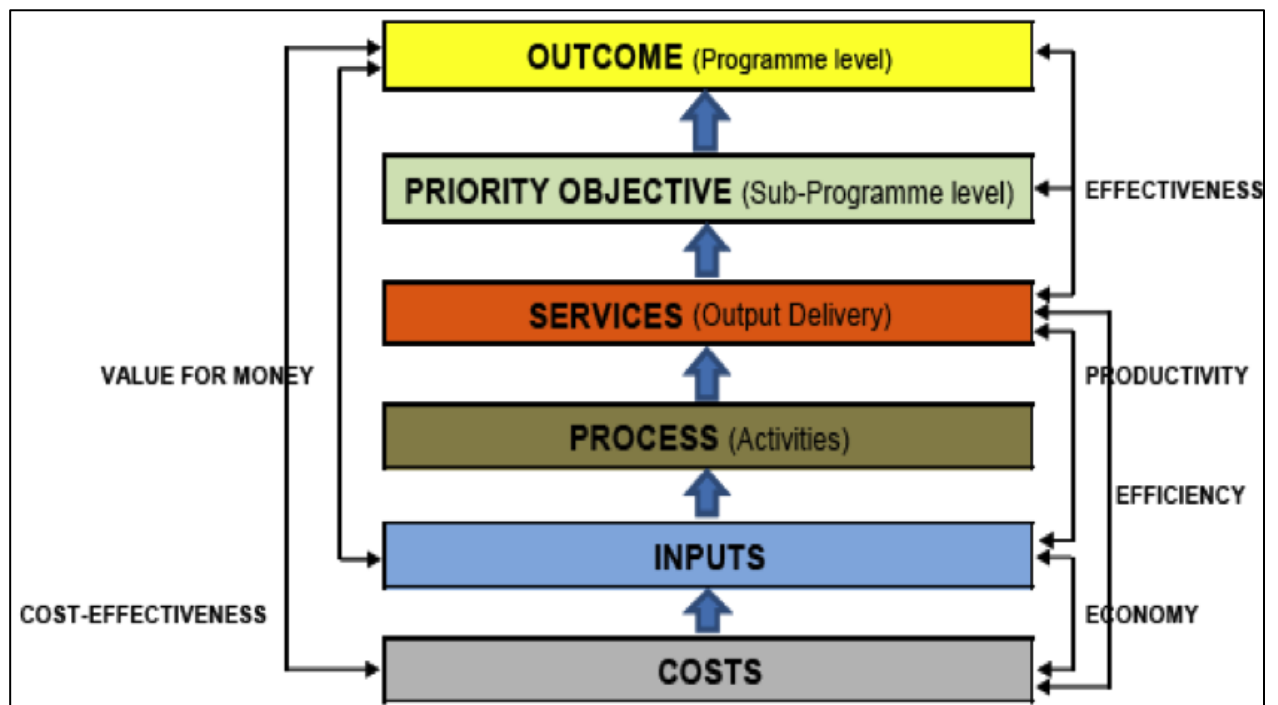 OUTCOME (Programme level)
PRIORITY OBJECTIVE (Sub-Programme level)
EFFECTIVENESS
SERVICES (Output Delivery)
VALUE FOR MONEY
PRODUCTIVITY
PROCESS (Activities)
EFFICIENCY
INPUTS
COST-EFFECTIVENESS
ECONOMY
COSTS